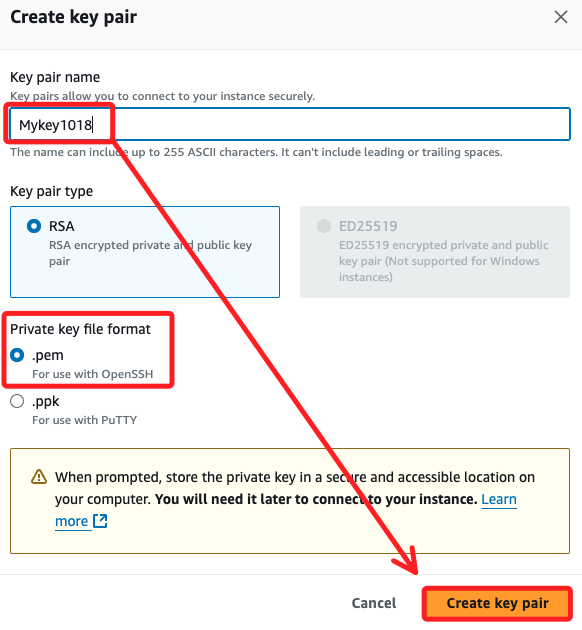 Create key pair
Key pair name
Key pairs allow you to connect to your instance securely.
Mykey1018
The name can include up to 255 ASCII characters. It can't include leading or trailing spaces.
Key pair type
RSA
RSA encrypted private and public key
pair
ED25519
ED25519 encrypted private and public
key pair (Not supported for Windows
instances)
Private key file format
.pem
For use with OpenSSH
.ppk
For use with PuTTY
When prompted, store the private key in a secure and accessible location on
your computer. You will need it later to connect to your instance. Learn
more
Cancel
Create key pair